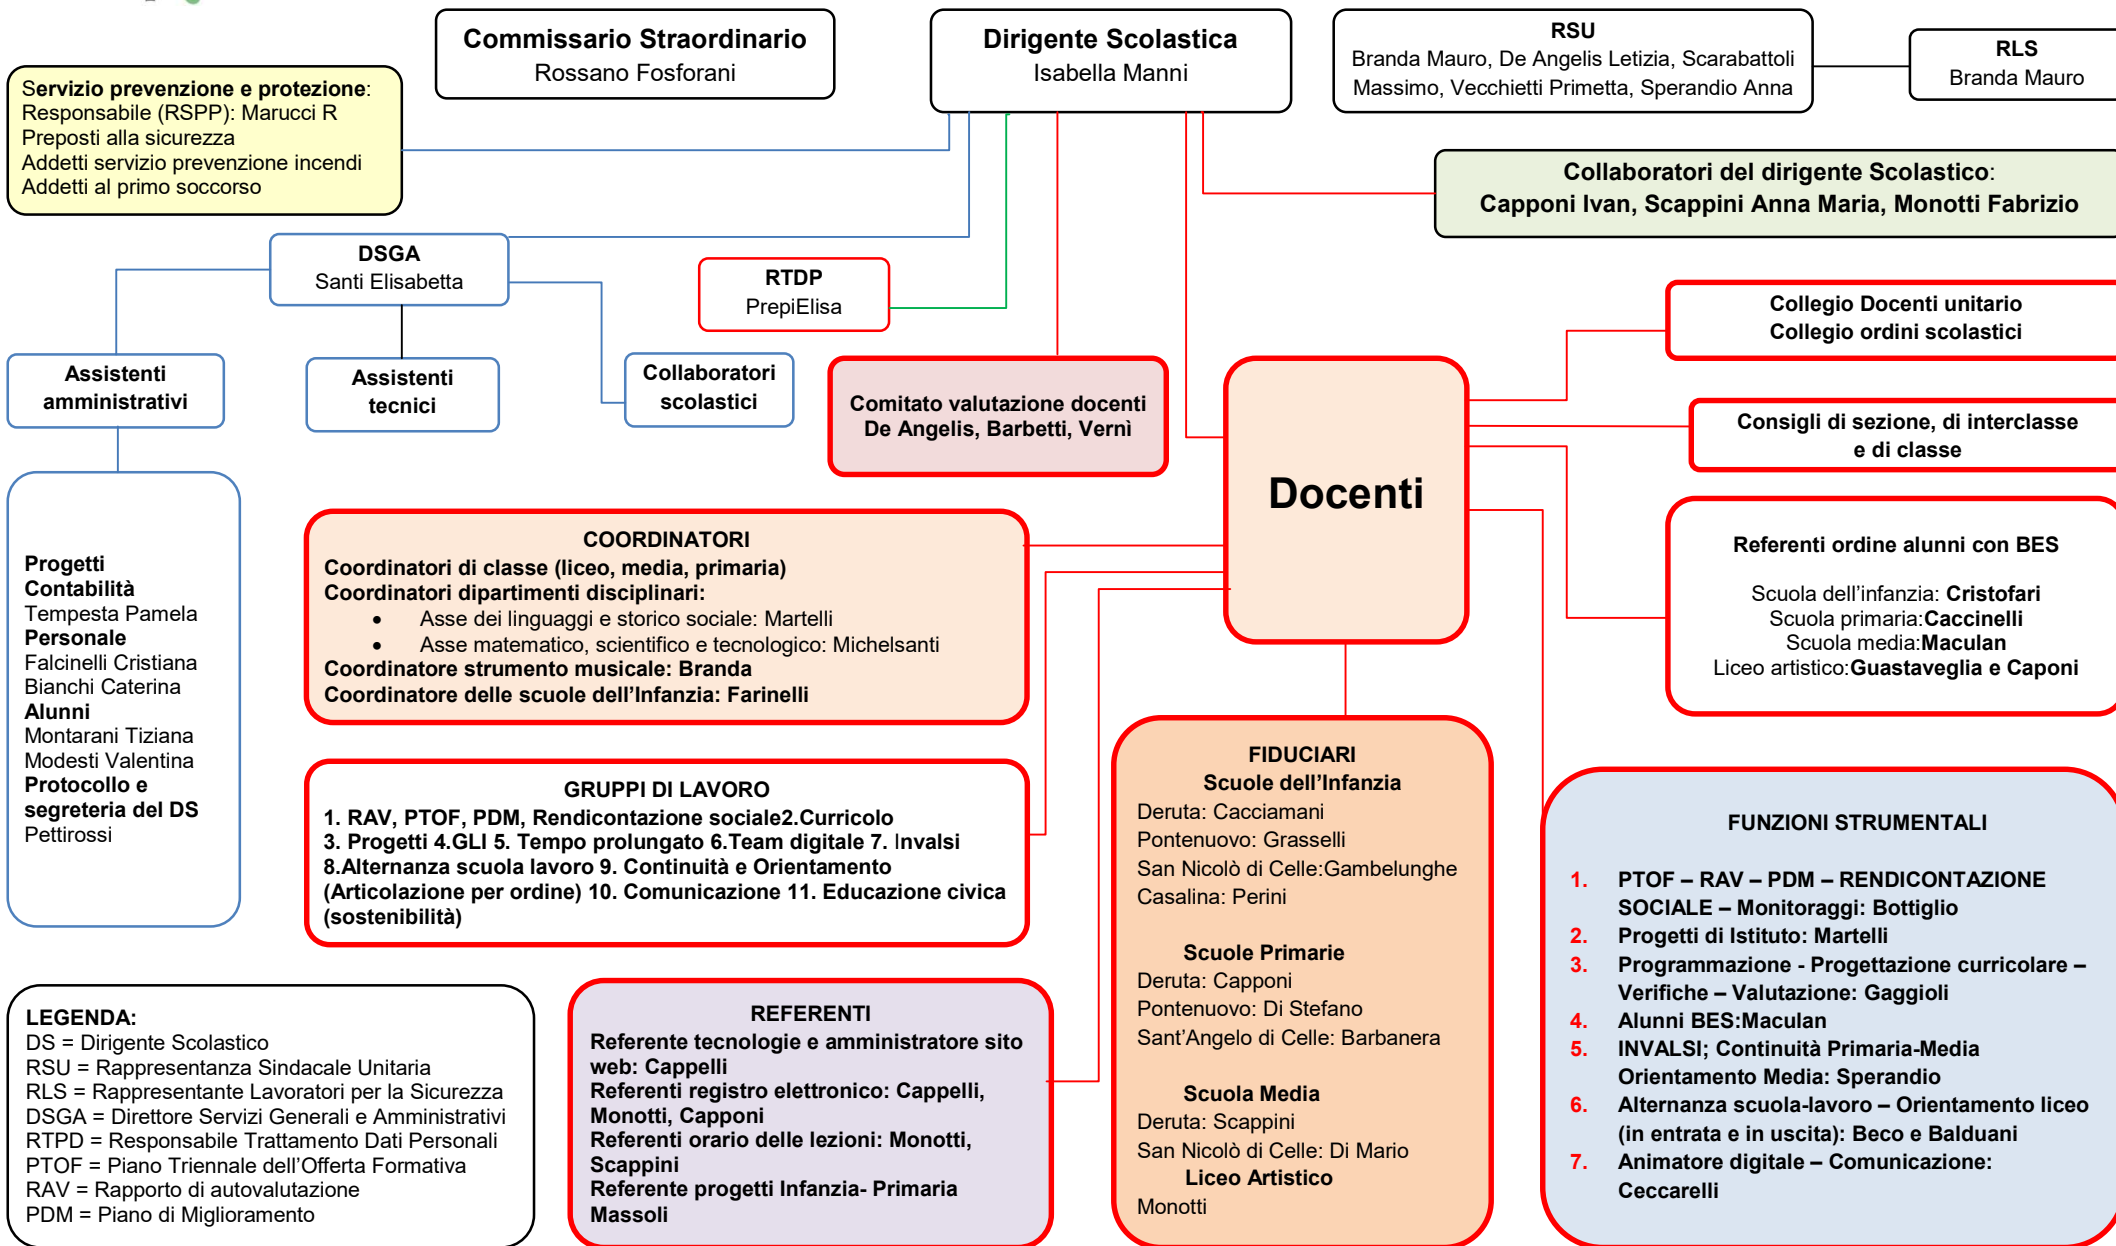 Commissario Straordinario
Rossano Fosforani
Dirigente Scolastica
Isabella Manni
RSU
Branda Mauro, De Angelis Letizia, Scarabattoli
Massimo, Vecchietti Primetta, Sperandio Anna
RLS
Branda Mauro
Servizio prevenzione e protezione:
Responsabile (RSPP): Marucci R
Preposti alla sicurezza
Addetti servizio prevenzione incendi
Addetti al primo soccorso
Collaboratori del dirigente Scolastico:
Capponi Ivan, Scappini Anna Maria, Monotti Fabrizio
DSGA
Santi Elisabetta
RTDP
PrepiElisa
Collegio Docenti unitario
Collegio ordini scolastici
Assistenti
amministrativi
Assistenti
tecnici
Collaboratori
scolastici
Comitato valutazione docenti
De Angelis, Barbetti, Vernì
Docenti
Consigli di sezione, di interclasse
e di classe
Progetti
Contabilità
Tempesta Pamela
Personale
Falcinelli Cristiana
Bianchi Caterina
Alunni
Montarani Tiziana
Modesti Valentina
Protocollo e
segreteria del DS
Pettirossi
COORDINATORI
Coordinatori di classe (liceo, media, primaria)
Coordinatori dipartimenti disciplinari:
• Asse dei linguaggi e storico sociale: Martelli
• Asse matematico, scientifico e tecnologico: Michelsanti
Coordinatore strumento musicale: Branda
Coordinatore delle scuole dell’Infanzia: Farinelli
Referenti ordine alunni con BES
Scuola dell’infanzia: Cristofari
Scuola primaria:Caccinelli
Scuola media:Maculan
Liceo artistico:Guastaveglia e Caponi
GRUPPI DI LAVORO
1. RAV, PTOF, PDM, Rendicontazione sociale2.Curricolo
3. Progetti 4.GLI 5. Tempo prolungato 6.Team digitale 7. Invalsi
8.Alternanza scuola lavoro 9. Continuità e Orientamento
(Articolazione per ordine) 10. Comunicazione 11. Educazione civica
(sostenibilità)
FIDUCIARI
Scuole dell’Infanzia
Deruta: Cacciamani
Pontenuovo: Grasselli
San Nicolò di Celle:Gambelunghe
Casalina: Perini
Scuole Primarie
Deruta: Capponi
Pontenuovo: Di Stefano
Sant’Angelo di Celle: Barbanera
Scuola Media
Deruta: Scappini
San Nicolò di Celle: Di Mario
Liceo Artistico
Monotti
FUNZIONI STRUMENTALI
1. PTOF – RAV – PDM – RENDICONTAZIONE
SOCIALE – Monitoraggi: Bottiglio
2. Progetti di Istituto: Martelli
3. Programmazione - Progettazione curricolare –
Verifiche – Valutazione: Gaggioli
4. Alunni BES:Maculan
5. INVALSI; Continuità Primaria-Media
Orientamento Media: Sperandio
6. Alternanza scuola-lavoro – Orientamento liceo
(in entrata e in uscita): Beco e Balduani
7. Animatore digitale – Comunicazione:
Ceccarelli
LEGENDA:
DS = Dirigente Scolastico
RSU = Rappresentanza Sindacale Unitaria
RLS = Rappresentante Lavoratori per la Sicurezza
DSGA = Direttore Servizi Generali e Amministrativi
RTPD = Responsabile Trattamento Dati Personali
PTOF = Piano Triennale dell’Offerta Formativa
RAV = Rapporto di autovalutazione
PDM = Piano di Miglioramento
REFERENTI
Referente tecnologie e amministratore sito
web: Cappelli
Referenti registro elettronico: Cappelli,
Monotti, Capponi
Referenti orario delle lezioni: Monotti,
Scappini
Referente progetti Infanzia- Primaria
Massoli